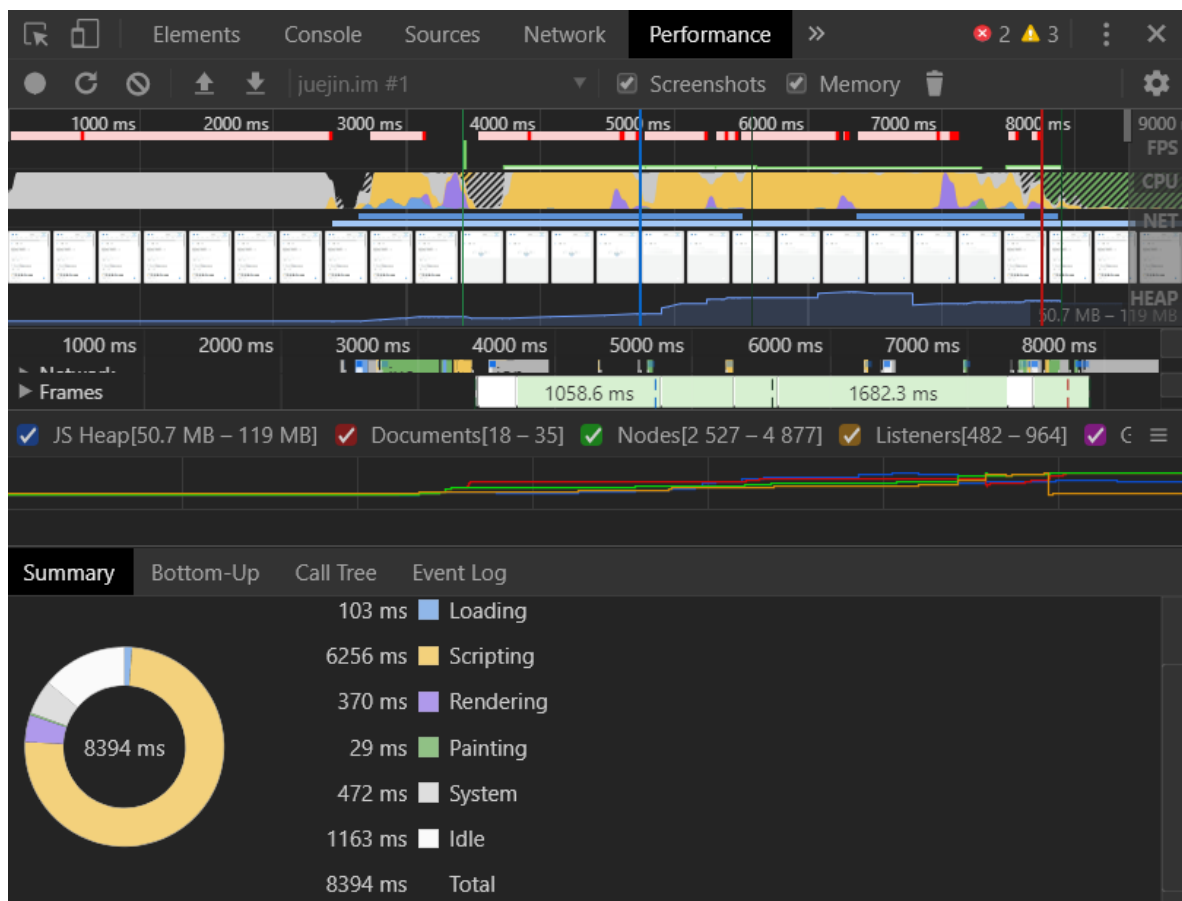 Elements Console Sources Network Performance » 2 3
juejin.im #1 Screenshots Memory
1000 ms 2000 ms 3000 ms 4000 ms 5000 ms 6000 ms 7000 ms 8000 ms 9000
FPS
CPU
NET
HEAP
50.7 MB – 119 MB
1000 ms 2000 ms 3000 ms 4000 ms 5000 ms 6000 ms 7000 ms 8000 ms
Network
Frames 1058.6 ms 1682.3 ms
JS Heap[50.7 MB – 119 MB] Documents[18 – 35] Nodes[2 527 – 4 877] Listeners[482 – 964]
Summary Bottom-Up Call Tree Event Log
103 ms Loading
6256 ms Scripting
370 ms Rendering
8394 ms
29 ms Painting
472 ms System
1163 ms Idle
8394 ms Total